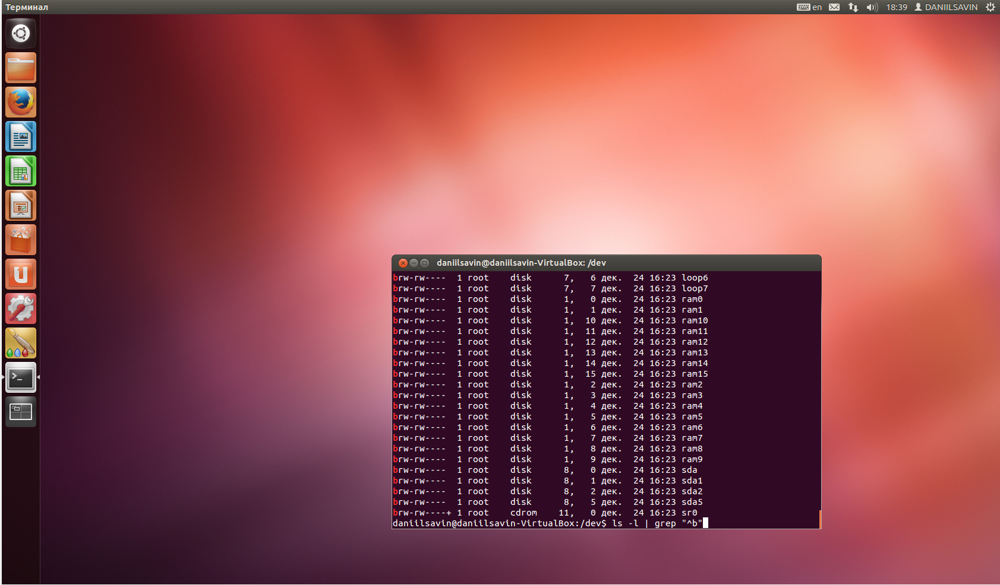 Терминал
en 18:39 DANIILSAVIN
daniilsavin@daniilsavin-VirtualBox: /dev
brw-rw---- 1 root disk 7, 6 дек. 24 16:23 loop6
brw-rw---- 1 root disk 7, 7 дек. 24 16:23 loop7
brw-rw---- 1 root disk 1, 0 дек. 24 16:23 ram0
brw-rw---- 1 root disk 1, 1 дек. 24 16:23 ram1
brw-rw---- 1 root disk 1, 10 дек. 24 16:23 ram10
brw-rw---- 1 root disk 1, 11 дек. 24 16:23 ram11
brw-rw---- 1 root disk 1, 12 дек. 24 16:23 ram12
brw-rw---- 1 root disk 1, 13 дек. 24 16:23 ram13
brw-rw---- 1 root disk 1, 14 дек. 24 16:23 ram14
brw-rw---- 1 root disk 1, 15 дек. 24 16:23 ram15
brw-rw---- 1 root disk 1, 2 дек. 24 16:23 ram2
brw-rw---- 1 root disk 1, 3 дек. 24 16:23 ram3
brw-rw---- 1 root disk 1, 4 дек. 24 16:23 ram4
brw-rw---- 1 root disk 1, 5 дек. 24 16:23 ram5
brw-rw---- 1 root disk 1, 6 дек. 24 16:23 ram6
brw-rw---- 1 root disk 1, 7 дек. 24 16:23 ram7
brw-rw---- 1 root disk 1, 8 дек. 24 16:23 ram8
brw-rw---- 1 root disk 1, 9 дек. 24 16:23 ram9
brw-rw---- 1 root disk 8, 0 дек. 24 16:23 sda
brw-rw---- 1 root disk 8, 1 дек. 24 16:23 sda1
brw-rw---- 1 root disk 8, 2 дек. 24 16:23 sda2
brw-rw---- 1 root disk 8, 5 дек. 24 16:23 sda5
brw-rw----+ 1 root cdrom 11, 0 дек. 24 16:23 sr0
daniilsavin@daniilsavin-VirtualBox:/dev$ ls -l | grep "^b"